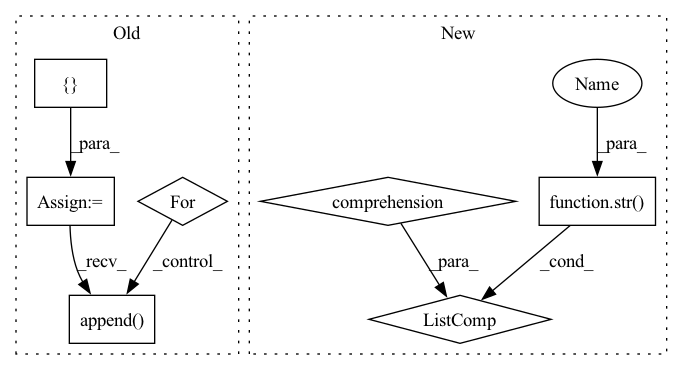 Old
New
{}
Name
_para_
_para_
Assign:=
For
comprehension
function.str()
_recv_
_control_
_para_
_cond_
append()
ListComp